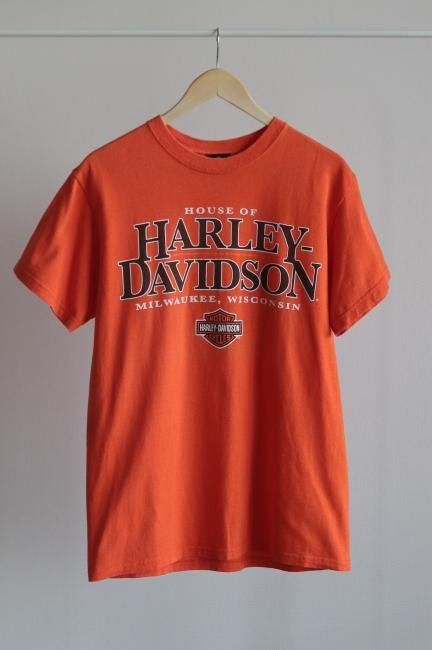 HOUSE OF
HARLEY-
DAVIDSON
MILWAUKEE, WISCONSIN
MOTOR
HARLEY-DAVIDSON
CYCLES